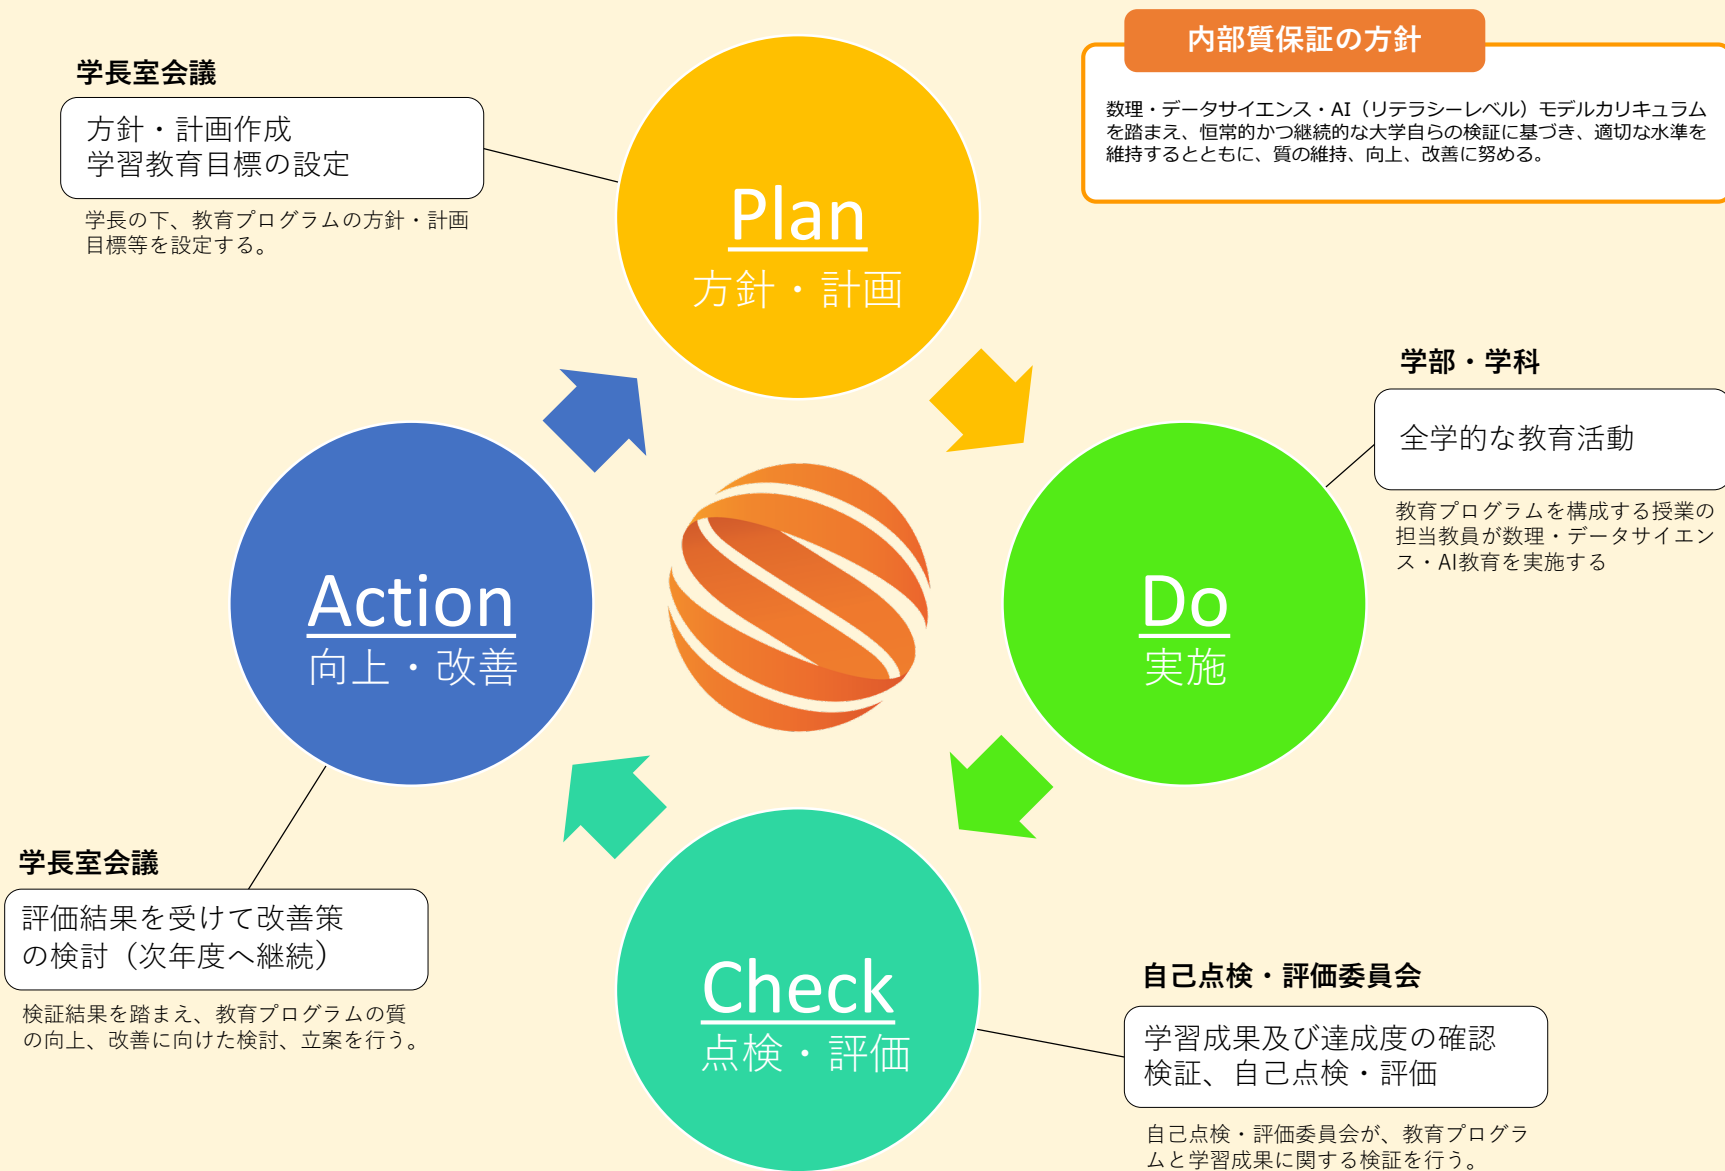 内部質保証の方針
数理・データサイエンス・AI（リテラシーレベル）モデルカリキュラム
を踏まえ、恒常的かつ継続的な大学自らの検証に基づき、適切な水準を
維持するとともに、質の維持、向上、改善に努める。
学長室会議
方針・計画作成
学習教育目標の設定
学長の下、教育プログラムの方針・計画
目標等を設定する。
Plan
方針・計画
学部・学科
全学的な教育活動
教育プログラムを構成する授業の
担当教員が数理・データサイエン
ス・AI教育を実施する
Do
実施
Check
点検・評価
自己点検・評価委員会
学習成果及び達成度の確認
検証、自己点検・評価
自己点検・評価委員会が、教育プログラ
ムと学習成果に関する検証を行う。
Action
向上・改善
学長室会議
評価結果を受けて改善策
の検討（次年度へ継続）
検証結果を踏まえ、教育プログラムの質
の向上、改善に向けた検討、立案を行う。